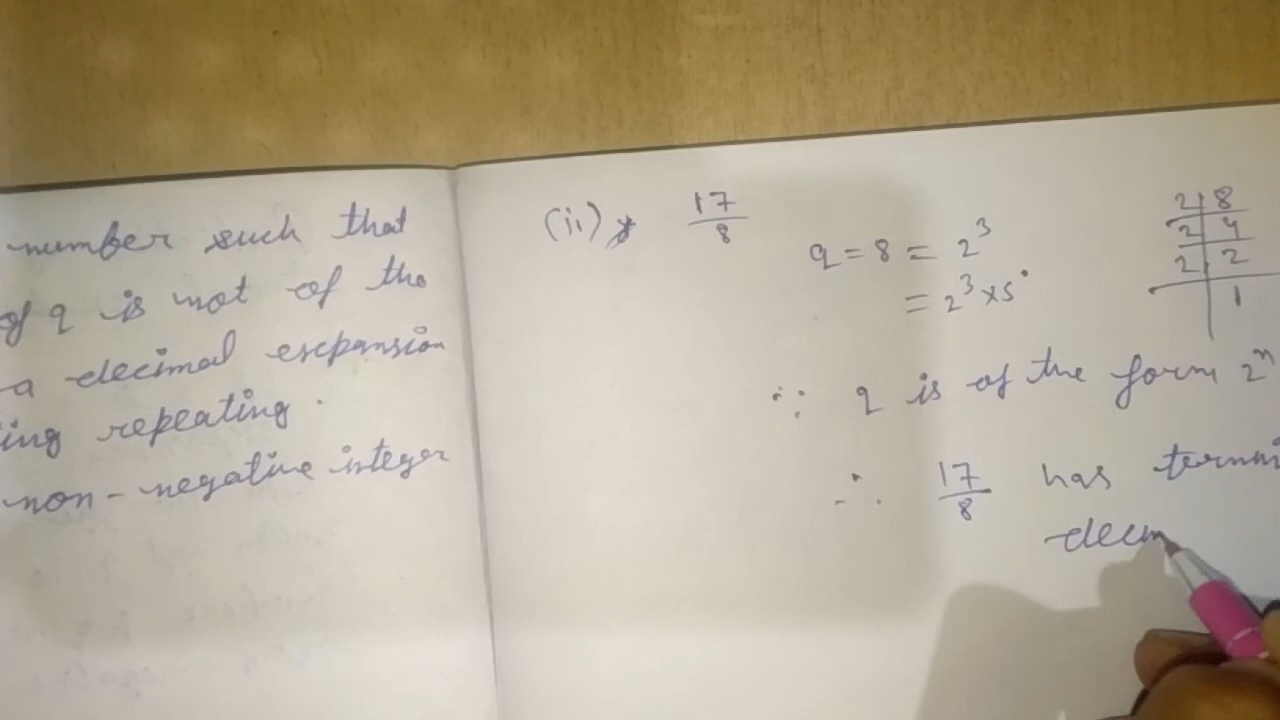 number such that
of q is not of the
a decimal expansion
ing repeating.
non-negative integer
(ii) 17/8
q = 8 = 2³
= 2³ × 5°
∵ q is of the form 2ⁿ
∴ 17/8 has termi
decim
2 | 8
2 | 4
2 | 2
1